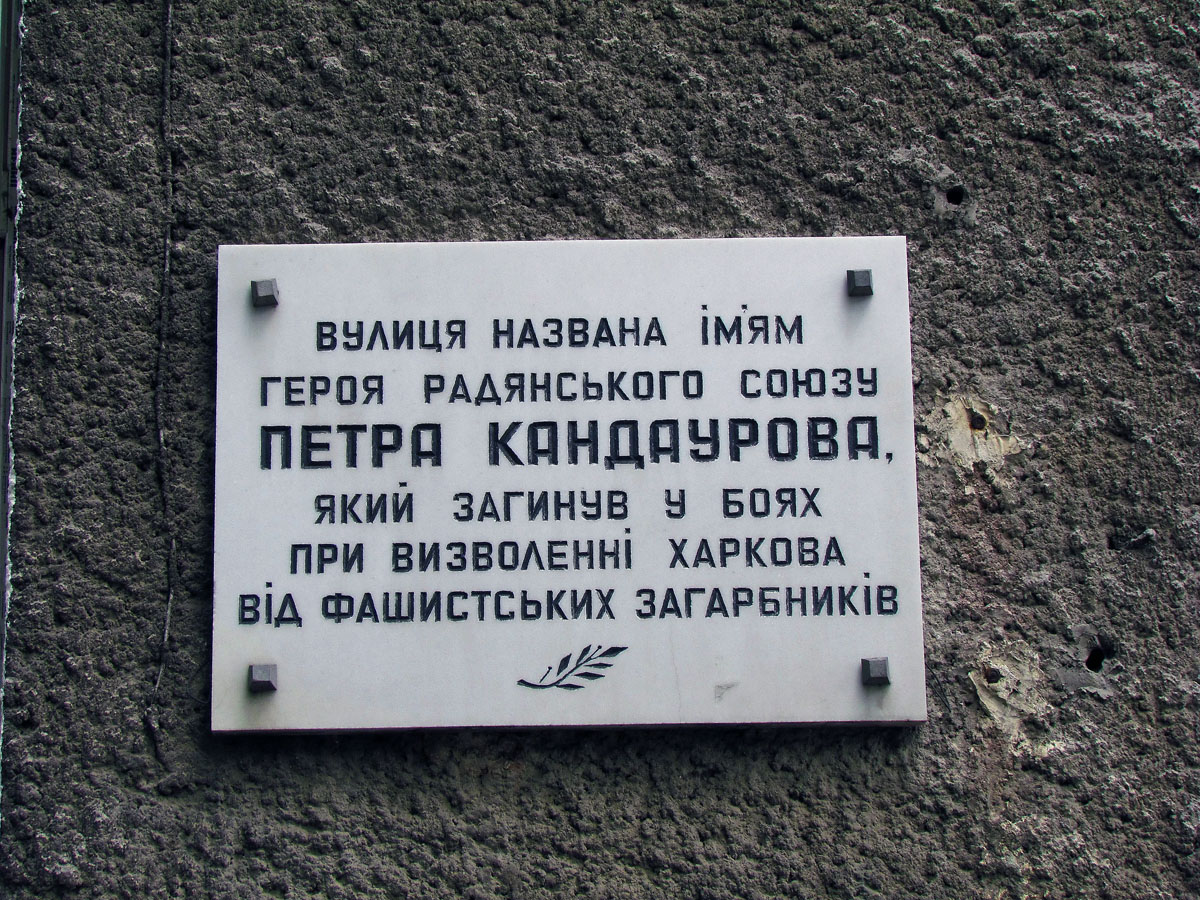 ВУЛИЦЯ НАЗВАНА ІМ'ЯМ
ГЕРОЯ РАДЯНСЬКОГО СОЮЗУ
ПЕТРА КАНДАУРОВА,
ЯКИЙ ЗАГИНУВ У БОЯХ
ПРИ ВИЗВОЛЕННІ ХАРКОВА
ВІД ФАШИСТСЬКИХ ЗАГАРБНИКІВ